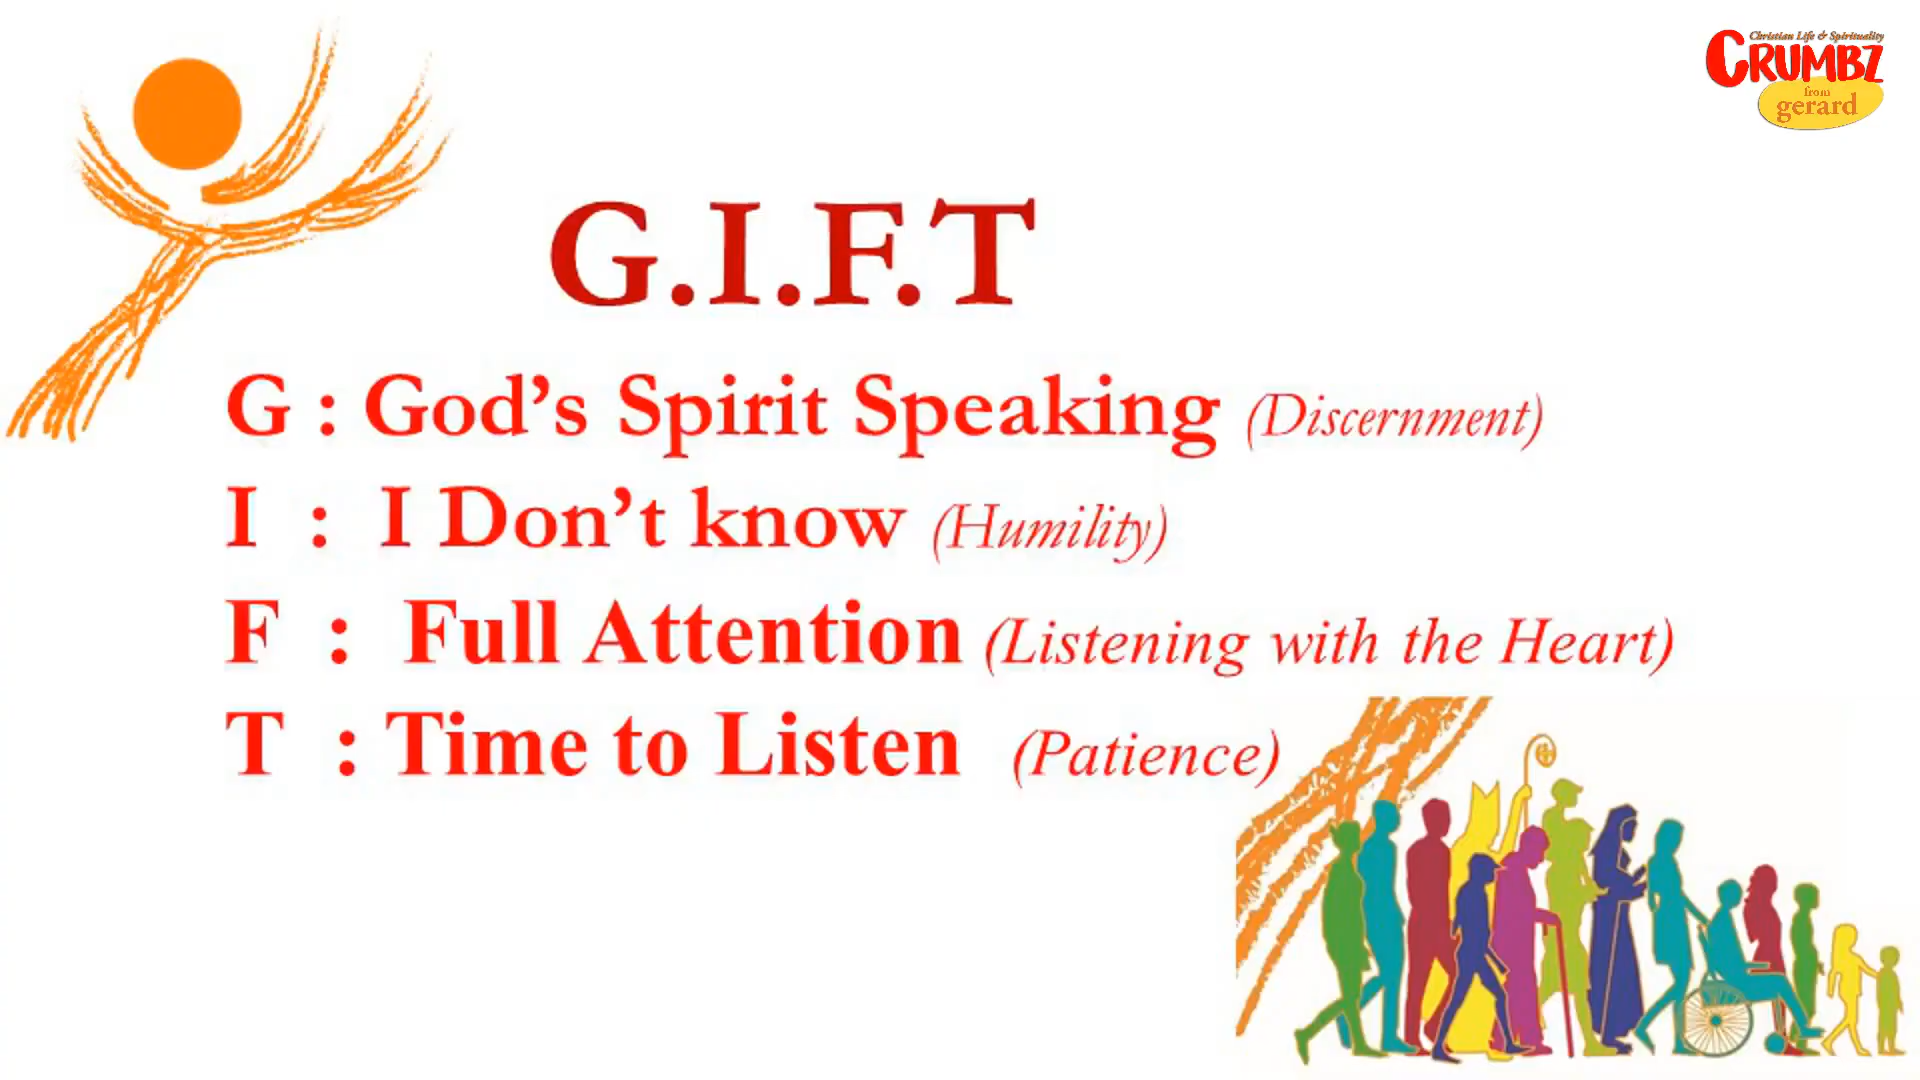 Christian Life & Spirituality
CRUMBZ
from
gerard
G.I.F.T
G : God’s Spirit Speaking (Discernment)
I : I Don’t know (Humility)
F : Full Attention (Listening with the Heart)
T : Time to Listen (Patience)